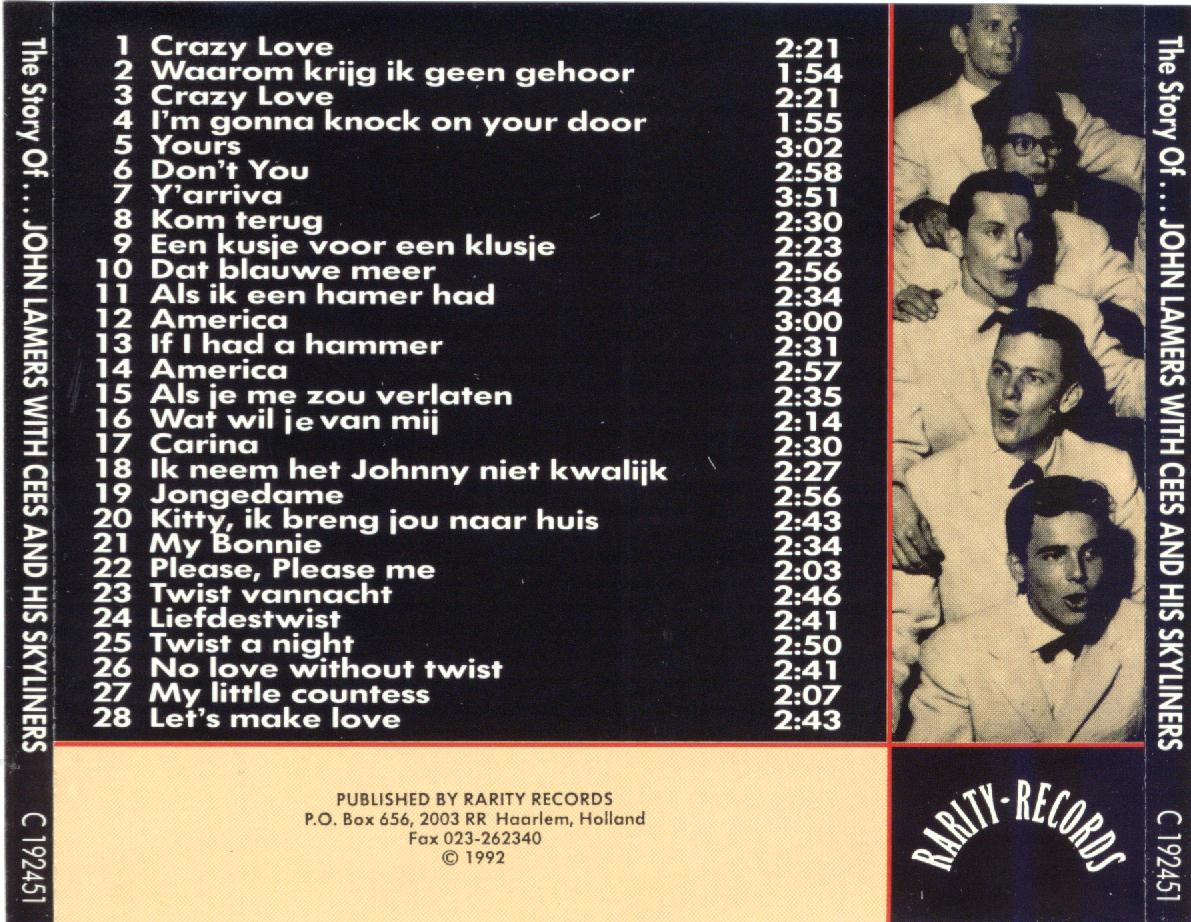 The Story Of... JOHN LAMERS WITH CEES AND HIS SKYLINERS C 192451
1 Crazy Love 2:21
2 Waarom krijg ik geen gehoor 1:54
3 Crazy Love 2:21
4 I'm gonna knock on your door 1:55
5 Yours 3:02
6 Don't You 2:58
7 Y'arriva 3:51
8 Kom terug 2:30
9 Een kusje voor een klusje 2:23
10 Dat blauwe meer 2:56
11 Als ik een hamer had 2:34
12 America 3:00
13 If I had a hammer 2:31
14 America 2:57
15 Als je me zou verlaten 2:35
16 Wat wil je van mij 2:14
17 Carina 2:30
18 Ik neem het Johnny niet kwalijk 2:27
19 Jongedame 2:56
20 Kitty, ik breng jou naar huis 2:43
21 My Bonnie 2:34
22 Please, Please me 2:03
23 Twist vannacht 2:46
24 Liefdestwist 2:41
25 Twist a night 2:50
26 No love without twist 2:41
27 My little countess 2:07
28 Let's make love 2:43
PUBLISHED BY RARITY RECORDS
P.O. Box 656, 2003 RR Haarlem, Holland
Fax 023-262340
© 1992
RARITY-RECORDS
The Story Of... JOHN LAMERS WITH CEES AND HIS SKYLINERS C 192451